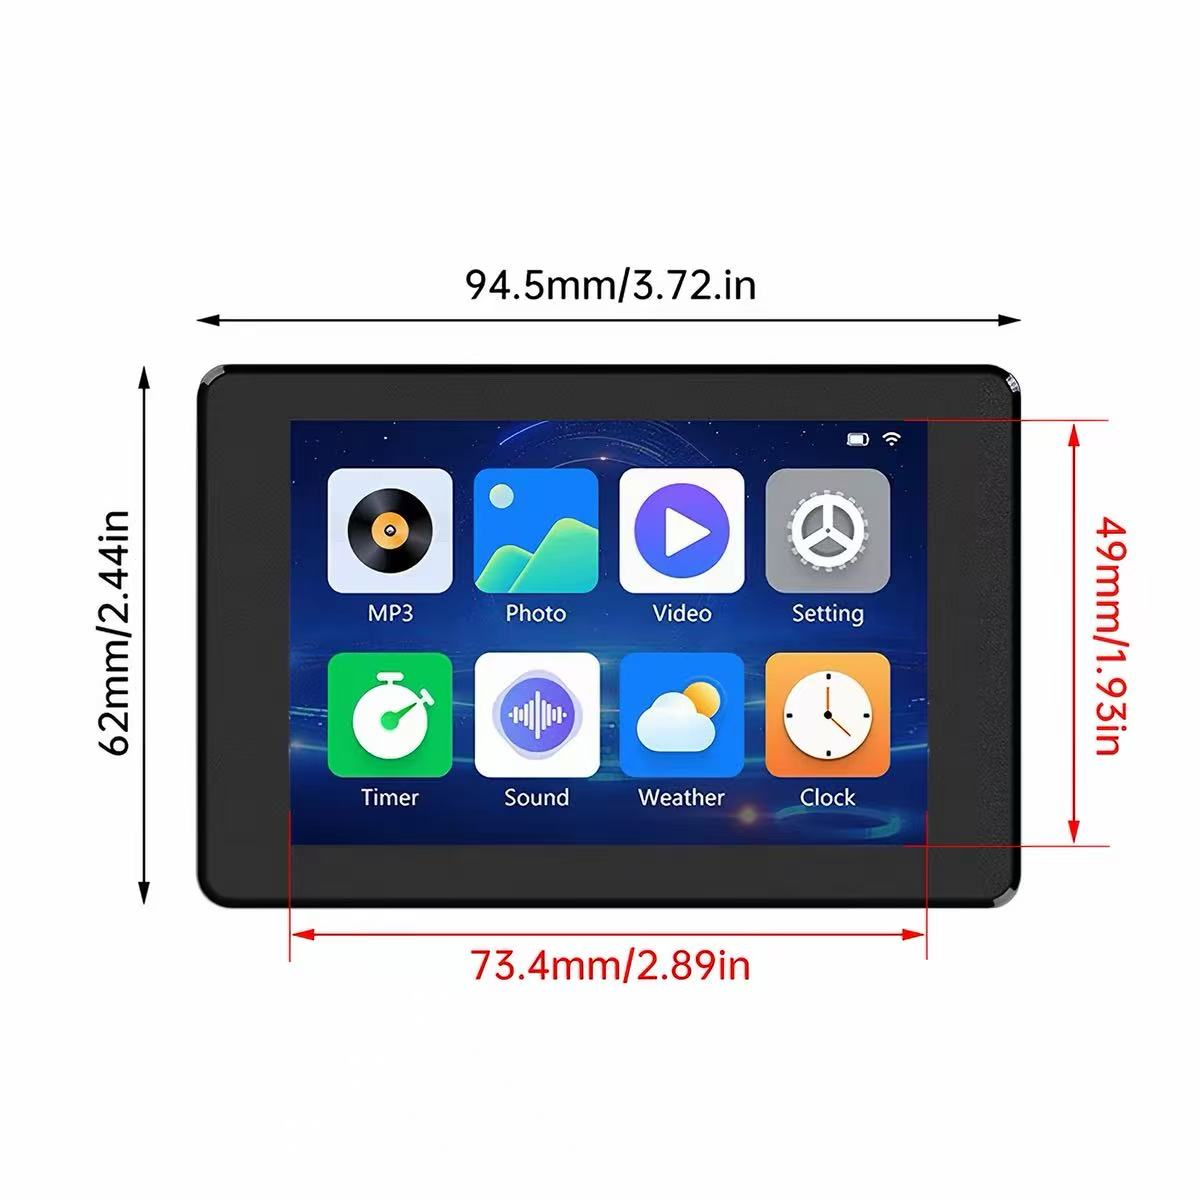 94.5mm/3.72.in
62mm/2.44in
MP3
Photo
Video
Setting
49mm/1.93in
Timer
Sound
Weather
Clock
73.4mm/2.89in